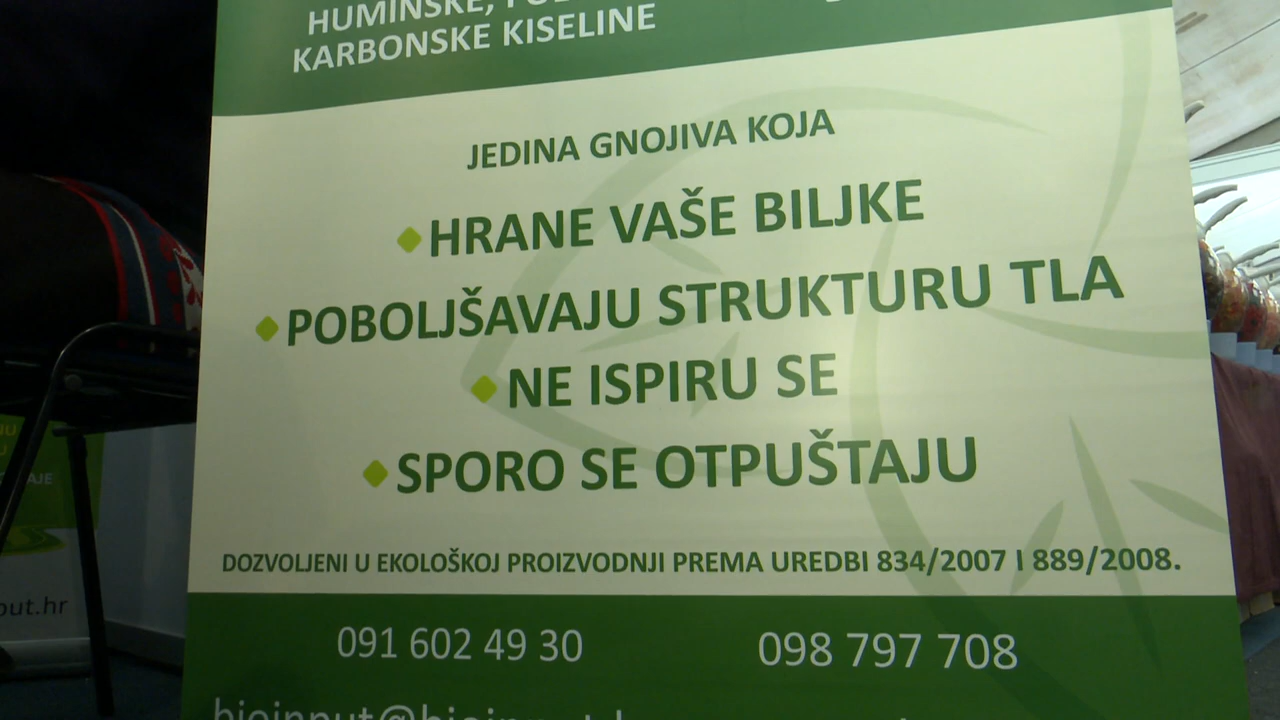 HUMINSKE,
KARBONSKE KISELINE
JEDINA GNOJIVA KOJA
HRANE VAŠE BILJKE
POBOLJŠAVAJU STRUKTURU TLA
NE ISPIRU SE
SPORO SE OTPUŠTAJU
DOZVOLJENI U EKOLOŠKOJ PROIZVODNJI PREMA UREDBI 834/2007 I 889/2008.
091 602 49 30 098 797 708